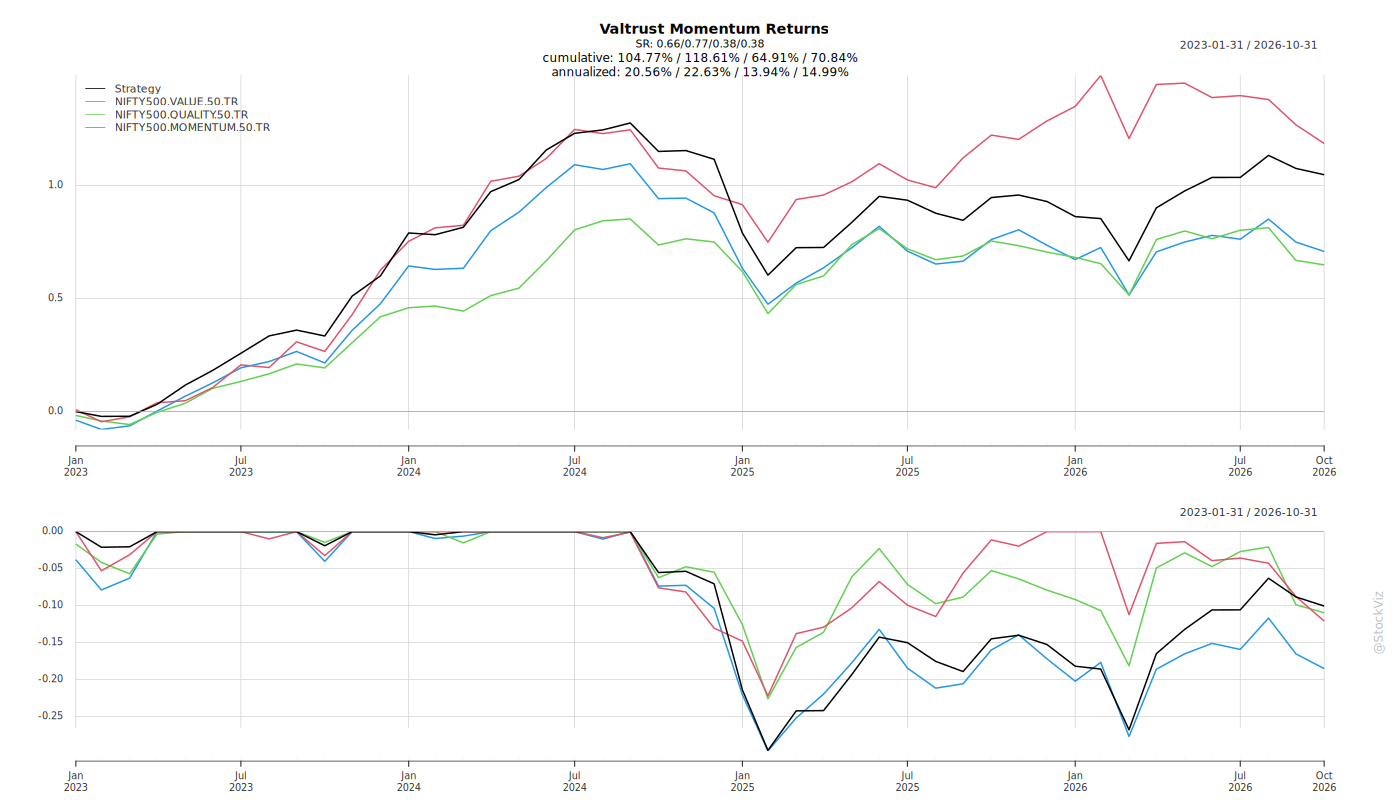 Valtrust Momentum Returns
SR: 0.66/0.77/0.38/0.38
cumulative: 104.77% / 118.61% / 64.91% / 70.84%
annualized: 20.56% / 22.63% / 13.94% / 14.99%
2023-01-31 / 2026-10-31
Strategy
NIFTY500.VALUE.50.TR
NIFTY500.QUALITY.50.TR
NIFTY500.MOMENTUM.50.TR
1.0
0.5
0.0
Jan Jul Jan Jul Jan Jul Jan Jul Oct
2023 2023 2024 2024 2025 2025 2026 2026 2026
2023-01-31 / 2026-10-31
0.00
-0.05
-0.10
-0.15
-0.20
-0.25
Jan Jul Jan Jul Jan Jul Jan Jul Oct
2023 2023 2024 2024 2025 2025 2026 2026 2026
@StockViz